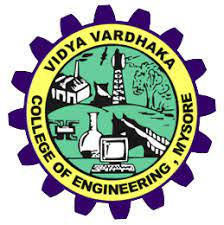 VIDYA VARDHAKA
COLLEGE OF ENGINEERING , MYSORE